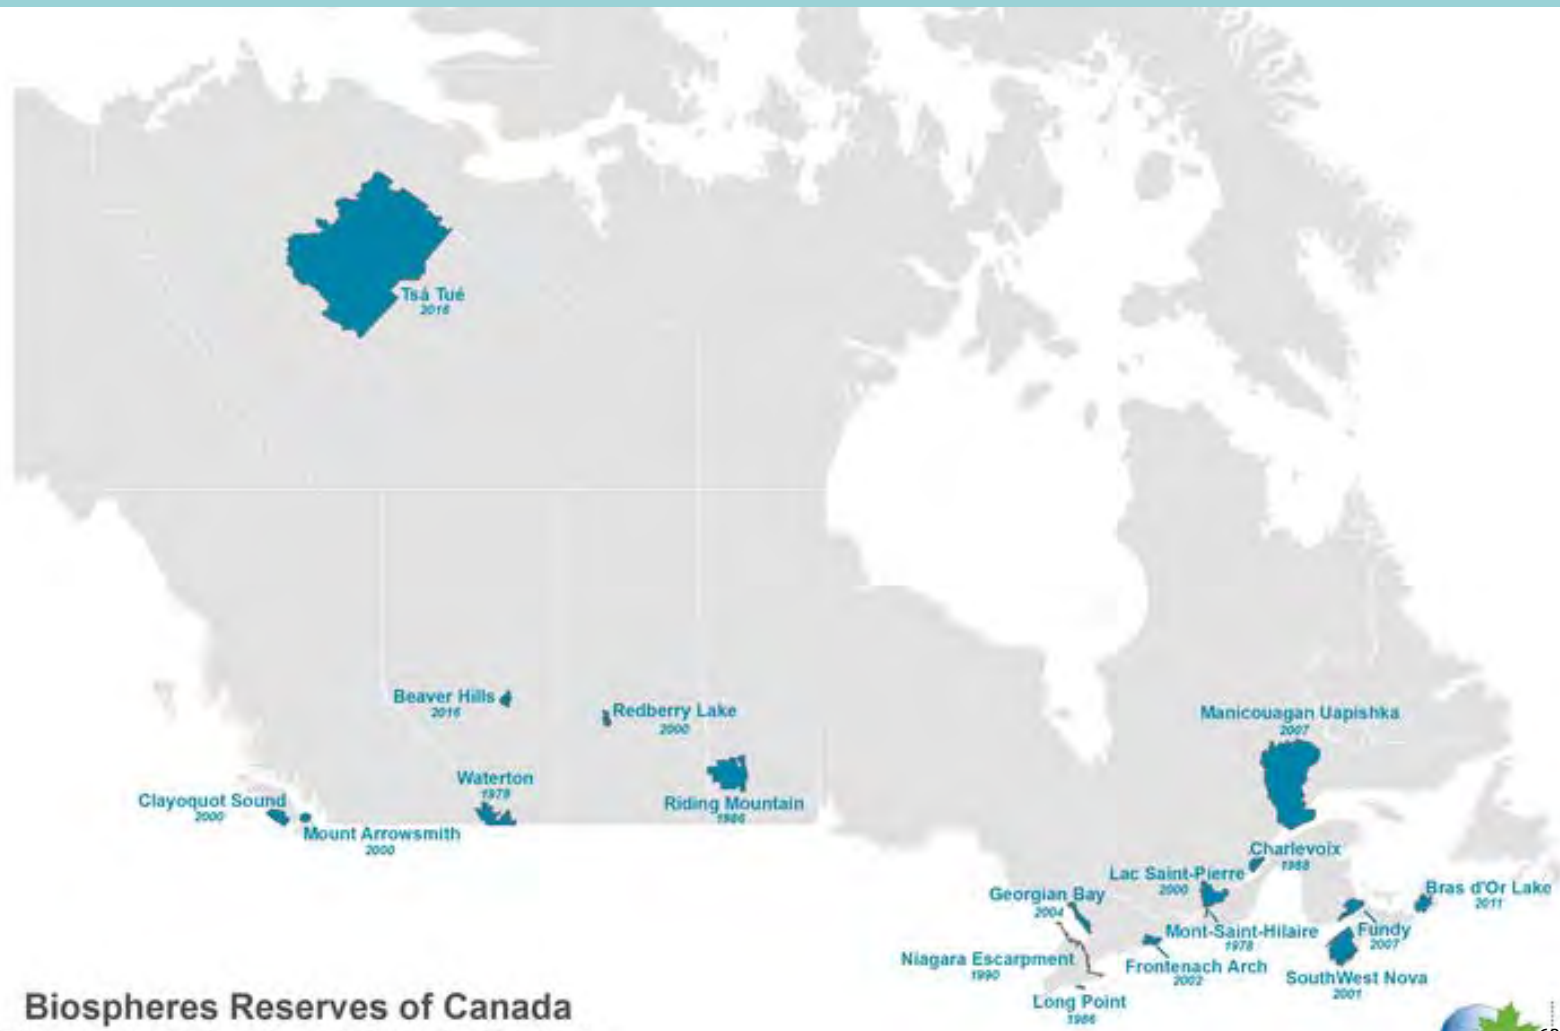 Tsá Tué
2016
Beaver Hills
2016
Redberry Lake
2000
Manicouagan Uapishka
2007
Waterton
1979
Riding Mountain
1986
Clayoquot Sound
2000
Mount Arrowsmith
2000
Charlevoix
1988
Lac Saint-Pierre
2000
Georgian Bay
2004
Bras d'Or Lake
2011
Mont-Saint-Hilaire
1978
Fundy
2007
Niagara Escarpment
1990
Frontenach Arch
2002
SouthWest Nova
2001
Long Point
1986
Biospheres Reserves of Canada